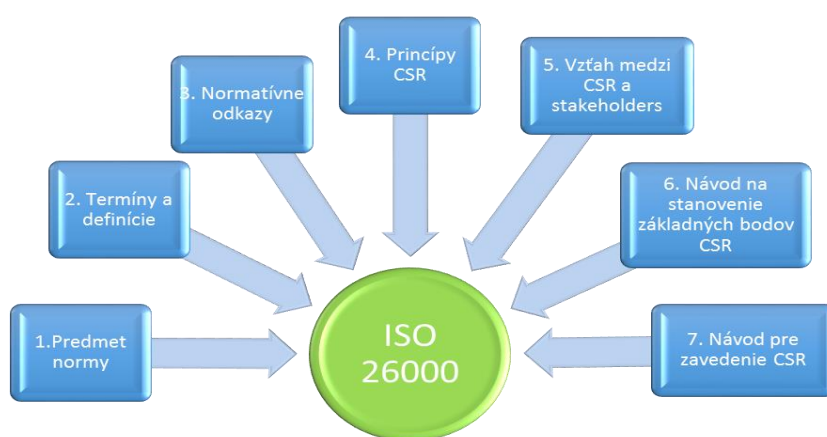 1.Predmet
normy
2. Termíny a
definície
3. Normatívne
odkazy
4. Princípy
CSR
5. Vzťah medzi
CSR a
stakeholders
6. Návod na
stanovenie
základných bodov
CSR
7. Návod pre
zavedenie CSR
ISO
26000